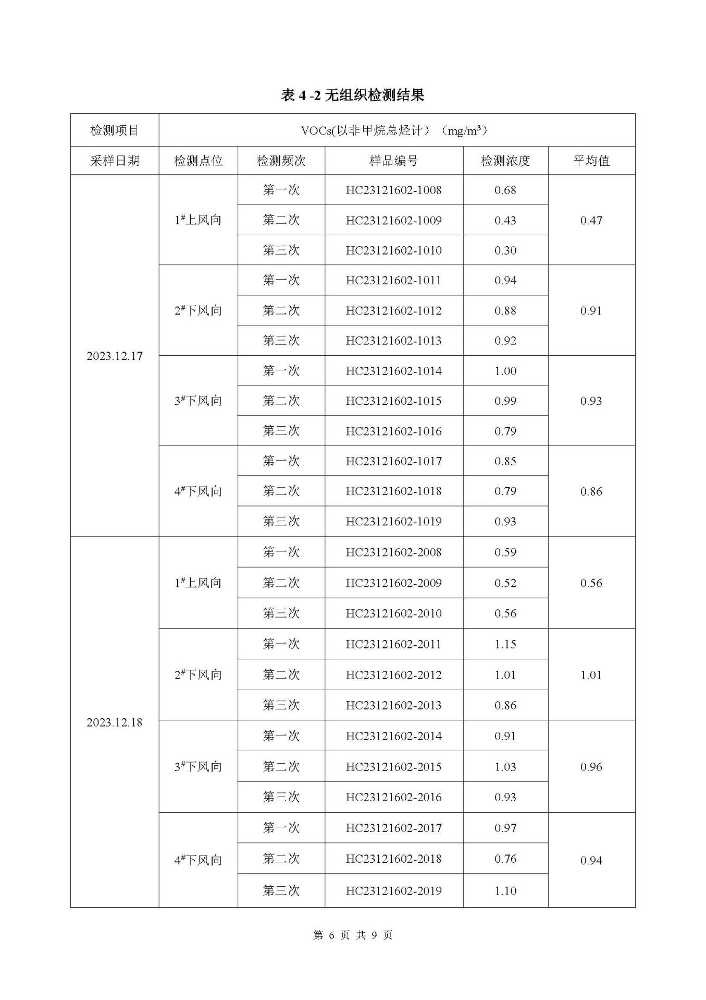 表 4 -2 无组织检测结果
检测项目 VOCs(以非甲烷总烃计）（mg/m³）
采样日期 检测点位 检测频次 样品编号 检测浓度 平均值
2023.12.17 1#上风向 第一次 HC23121602-1008 0.68 0.47
第二次 HC23121602-1009 0.43
第三次 HC23121602-1010 0.30
2#下风向 第一次 HC23121602-1011 0.94 0.91
第二次 HC23121602-1012 0.88
第三次 HC23121602-1013 0.92
3#下风向 第一次 HC23121602-1014 1.00 0.93
第二次 HC23121602-1015 0.99
第三次 HC23121602-1016 0.79
4#下风向 第一次 HC23121602-1017 0.85 0.86
第二次 HC23121602-1018 0.79
第三次 HC23121602-1019 0.93
2023.12.18 1#上风向 第一次 HC23121602-2008 0.59 0.56
第二次 HC23121602-2009 0.52
第三次 HC23121602-2010 0.56
2#下风向 第一次 HC23121602-2011 1.15 1.01
第二次 HC23121602-2012 1.01
第三次 HC23121602-2013 0.86
3#下风向 第一次 HC23121602-2014 0.91 0.96
第二次 HC23121602-2015 1.03
第三次 HC23121602-2016 0.93
4#下风向 第一次 HC23121602-2017 0.97 0.94
第二次 HC23121602-2018 0.76
第三次 HC23121602-2019 1.10
第 6 页 共 9 页